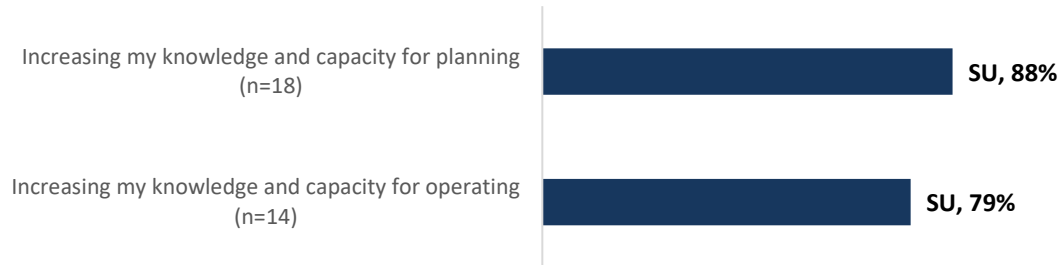 Increasing my knowledge and capacity for planning
(n=18)
SU, 88%
Increasing my knowledge and capacity for operating
(n=14)
SU, 79%